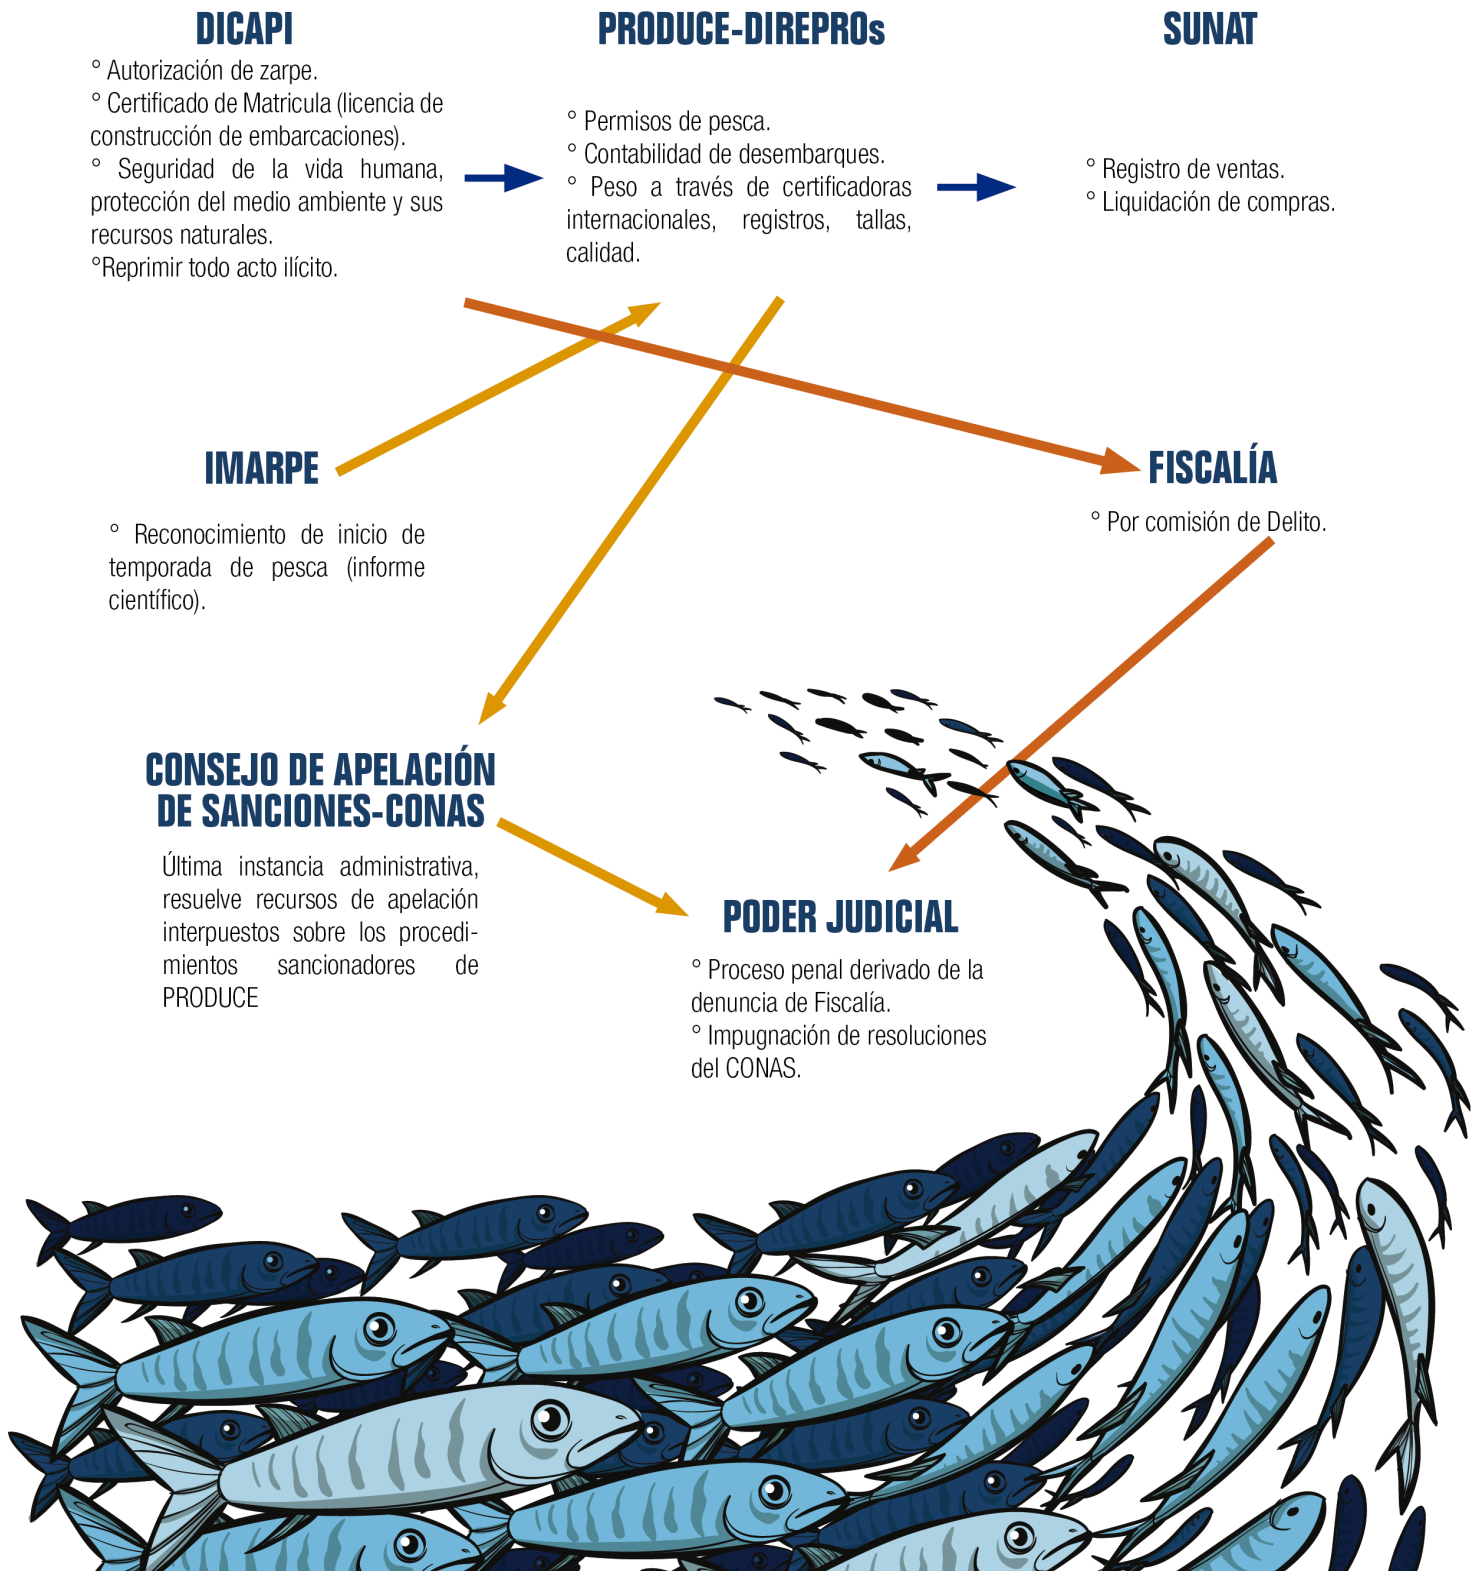 DICAPI
° Autorización de zarpe.
° Certificado de Matricula (licencia de
construcción de embarcaciones).
° Seguridad de la vida humana,
protección del medio ambiente y sus
recursos naturales.
°Reprimir todo acto ilícito.
PRODUCE-DIREPROs
° Permisos de pesca.
° Contabilidad de desembarques.
° Peso a través de certificadoras
internacionales, registros, tallas,
calidad.
SUNAT
° Registro de ventas.
° Liquidación de compras.
IMARPE
° Reconocimiento de inicio de
temporada de pesca (informe
científico).
FISCALÍA
° Por comisión de Delito.
CONSEJO DE APELACIÓN
DE SANCIONES-CONAS
Última instancia administrativa,
resuelve recursos de apelación
interpuestos sobre los procedi-
mientos sancionadores de
PRODUCE
PODER JUDICIAL
° Proceso penal derivado de la
denuncia de Fiscalía.
° Impugnación de resoluciones
del CONAS.